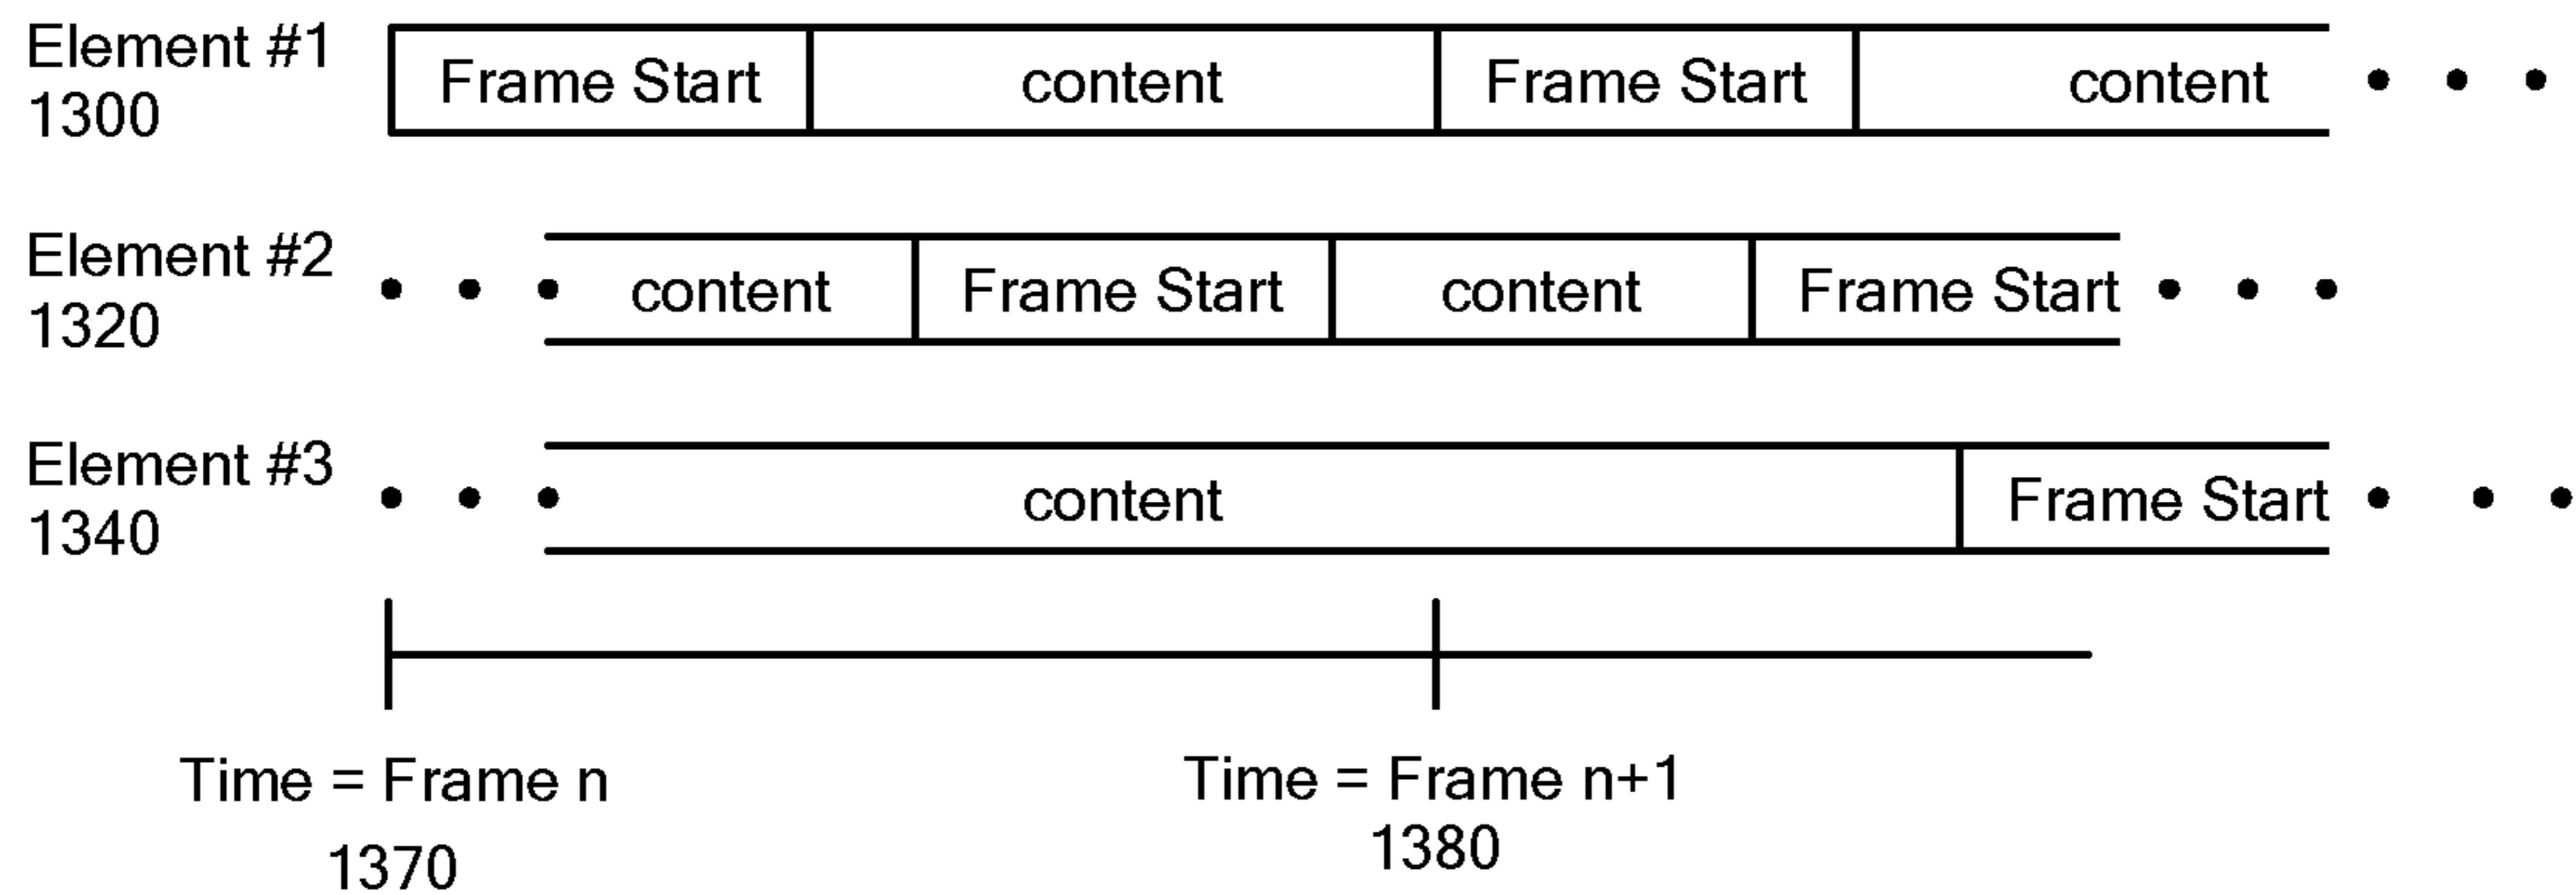 Element #1
1300
Frame Start content Frame Start content • • •
Element #2
1320
• • • content Frame Start content Frame Start • • •
Element #3
1340
• • • content Frame Start • • •
Time = Frame n
1370
Time = Frame n+1
1380